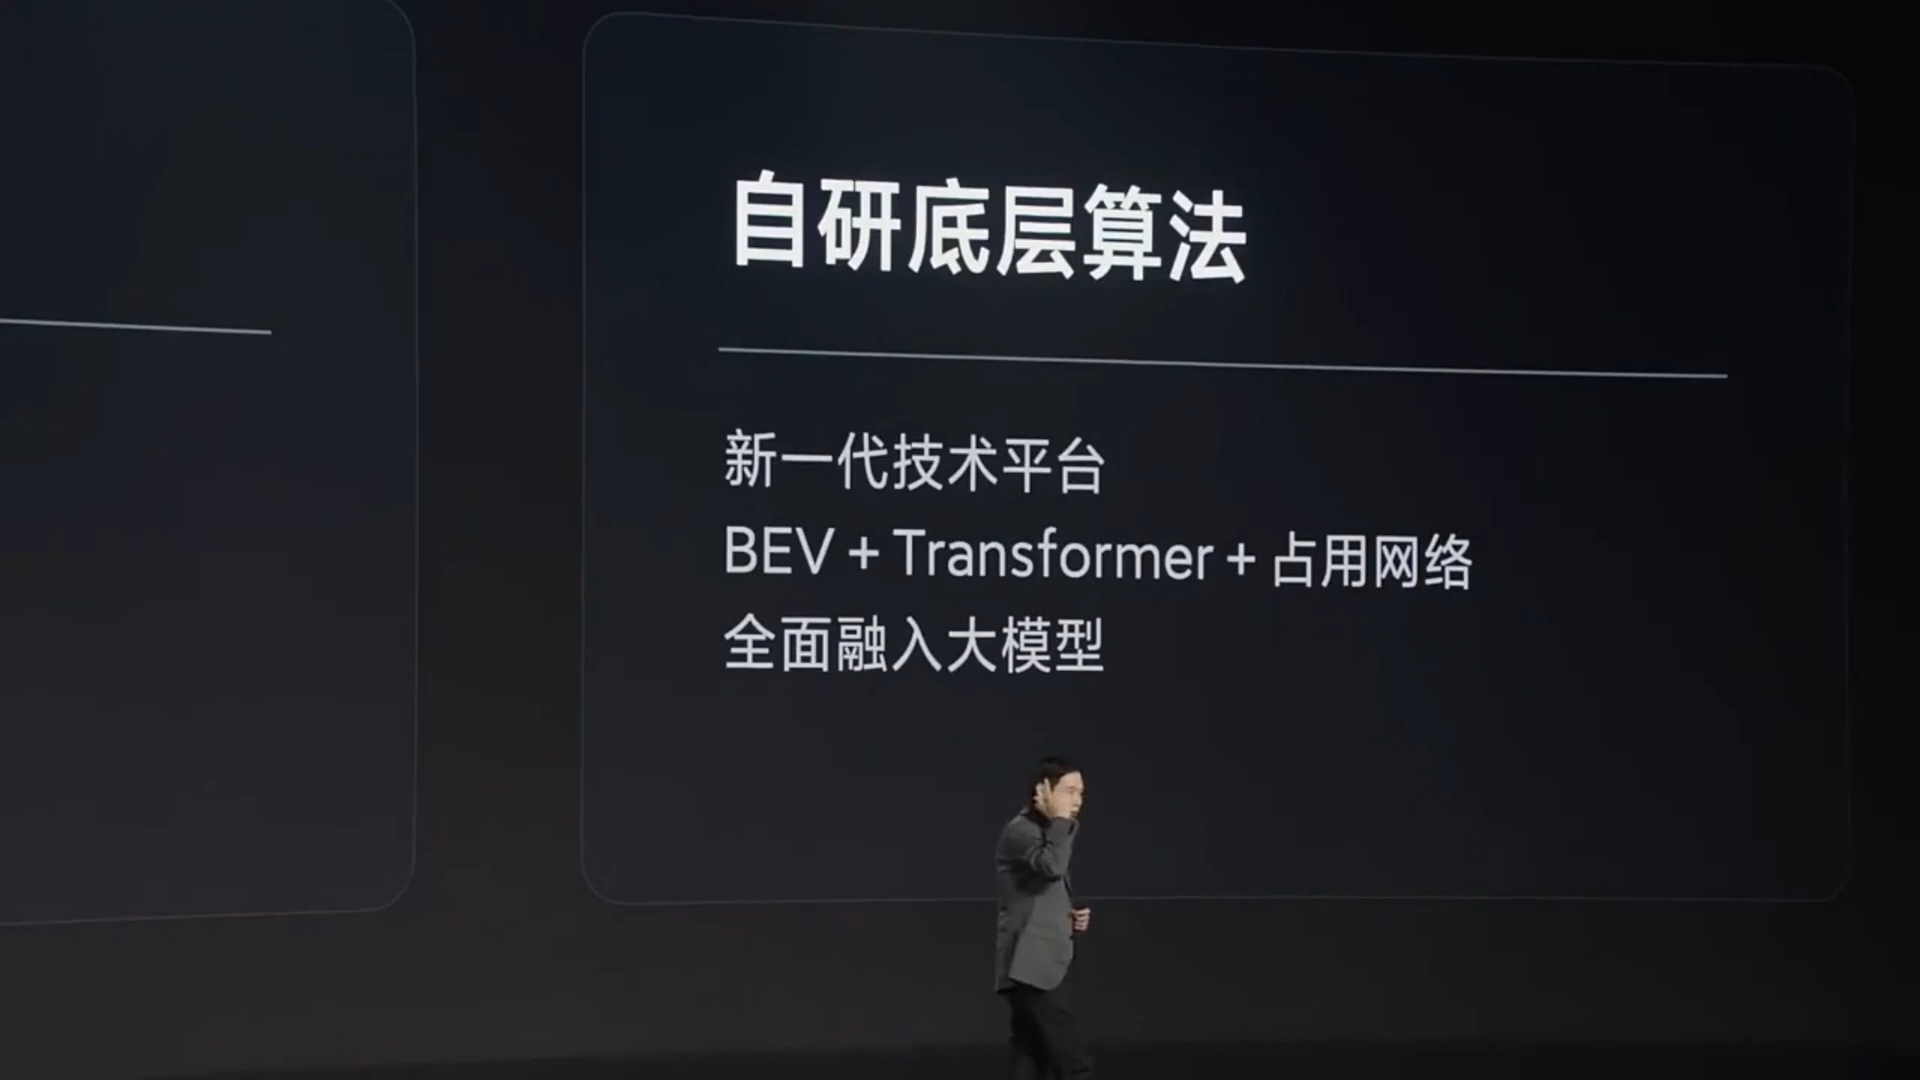 自研底层算法
新一代技术平台
BEV + Transformer + 占用网络
全面融入大模型